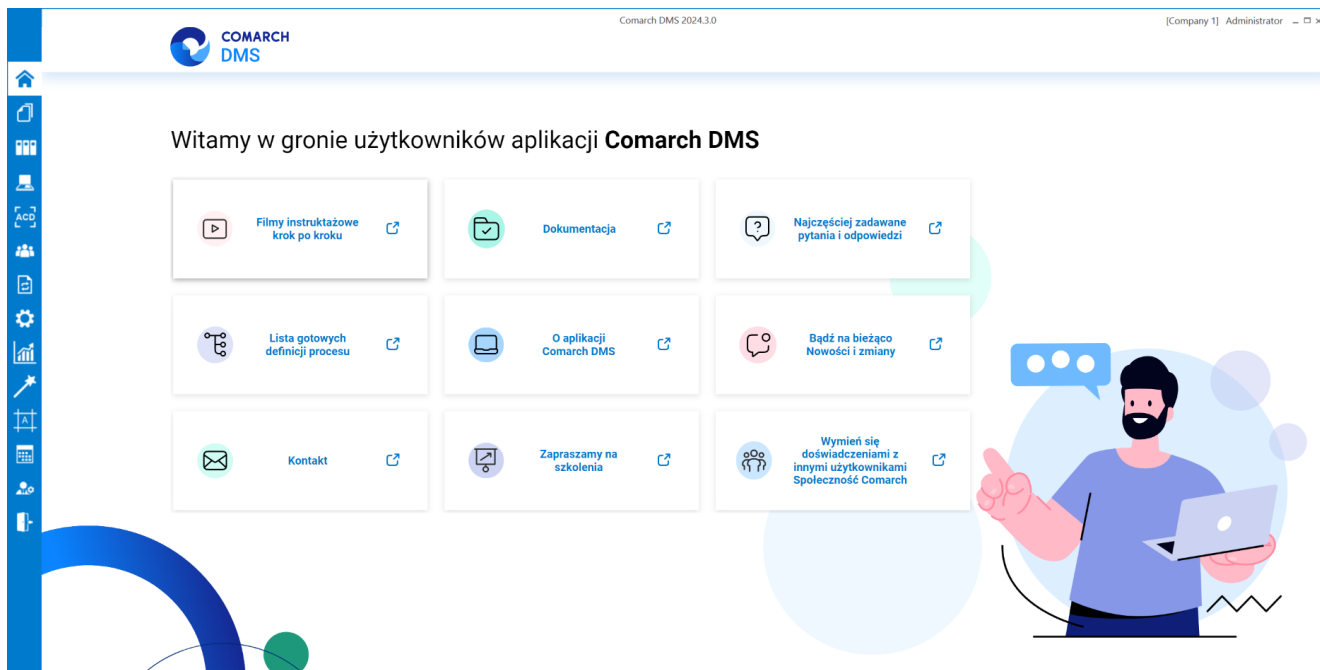 Comarch DMS 2024.3.0
[Company 1] Administrator
COMARCH
DMS
ACD
Witamy w gronie użytkowników aplikacji Comarch DMS
Filmy instruktażowe
krok po kroku
Dokumentacja
Najczęściej zadawane
pytania i odpowiedzi
Lista gotowych
definicji procesu
O aplikacji
Comarch DMS
Bądź na bieżąco
Nowości i zmiany
A
Kontakt
Zapraszamy na
szkolenia
Wymień się
doświadczeniami z
innymi użytkownikami
Społeczność Comarch